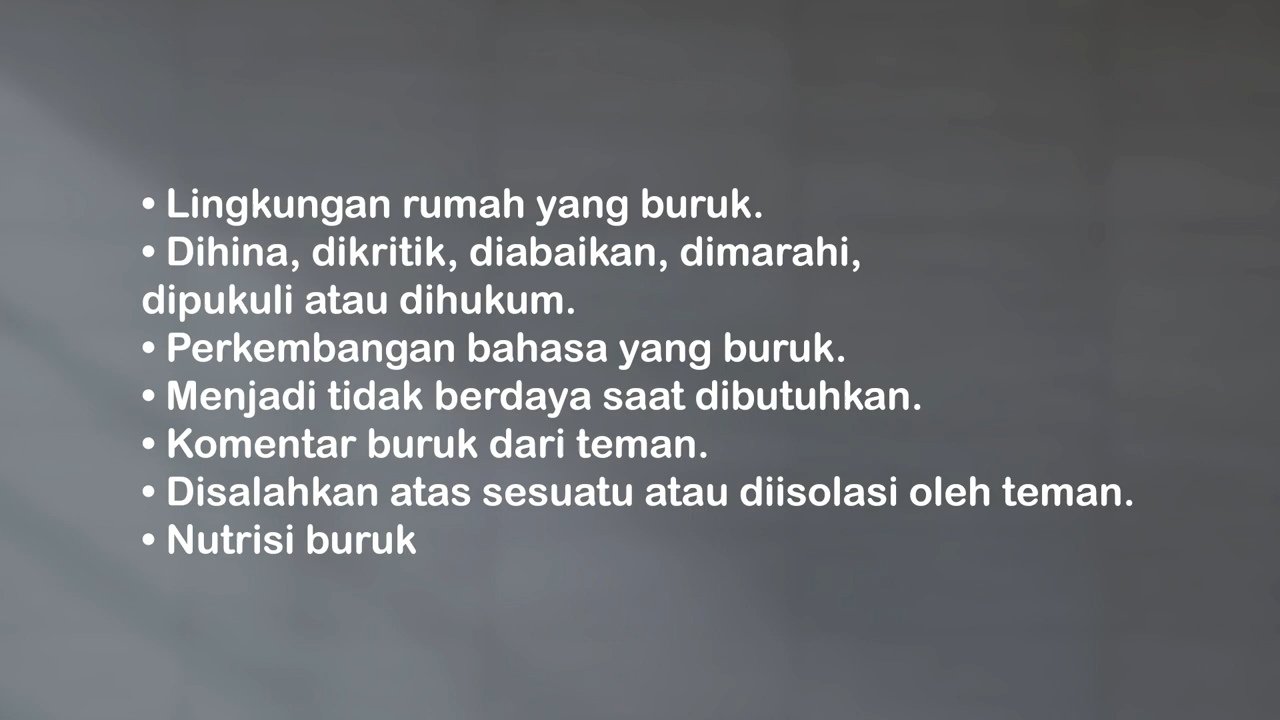 • Lingkungan rumah yang buruk.
• Dihina, dikritik, diabaikan, dimarahi,
dipukuli atau dihukum.
• Perkembangan bahasa yang buruk.
• Menjadi tidak berdaya saat dibutuhkan.
• Komentar buruk dari teman.
• Disalahkan atas sesuatu atau diisolasi oleh teman.
• Nutrisi buruk